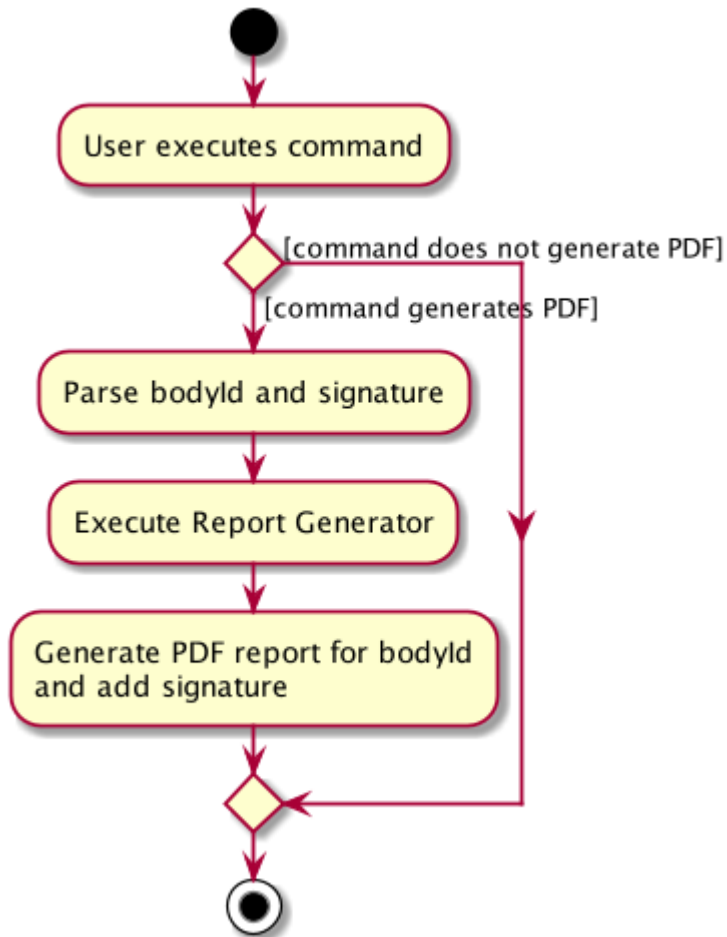 User executes command
[command does not generate PDF]
[command generates PDF]
Parse bodyId and signature
Execute Report Generator
Generate PDF report for bodyId
and add signature